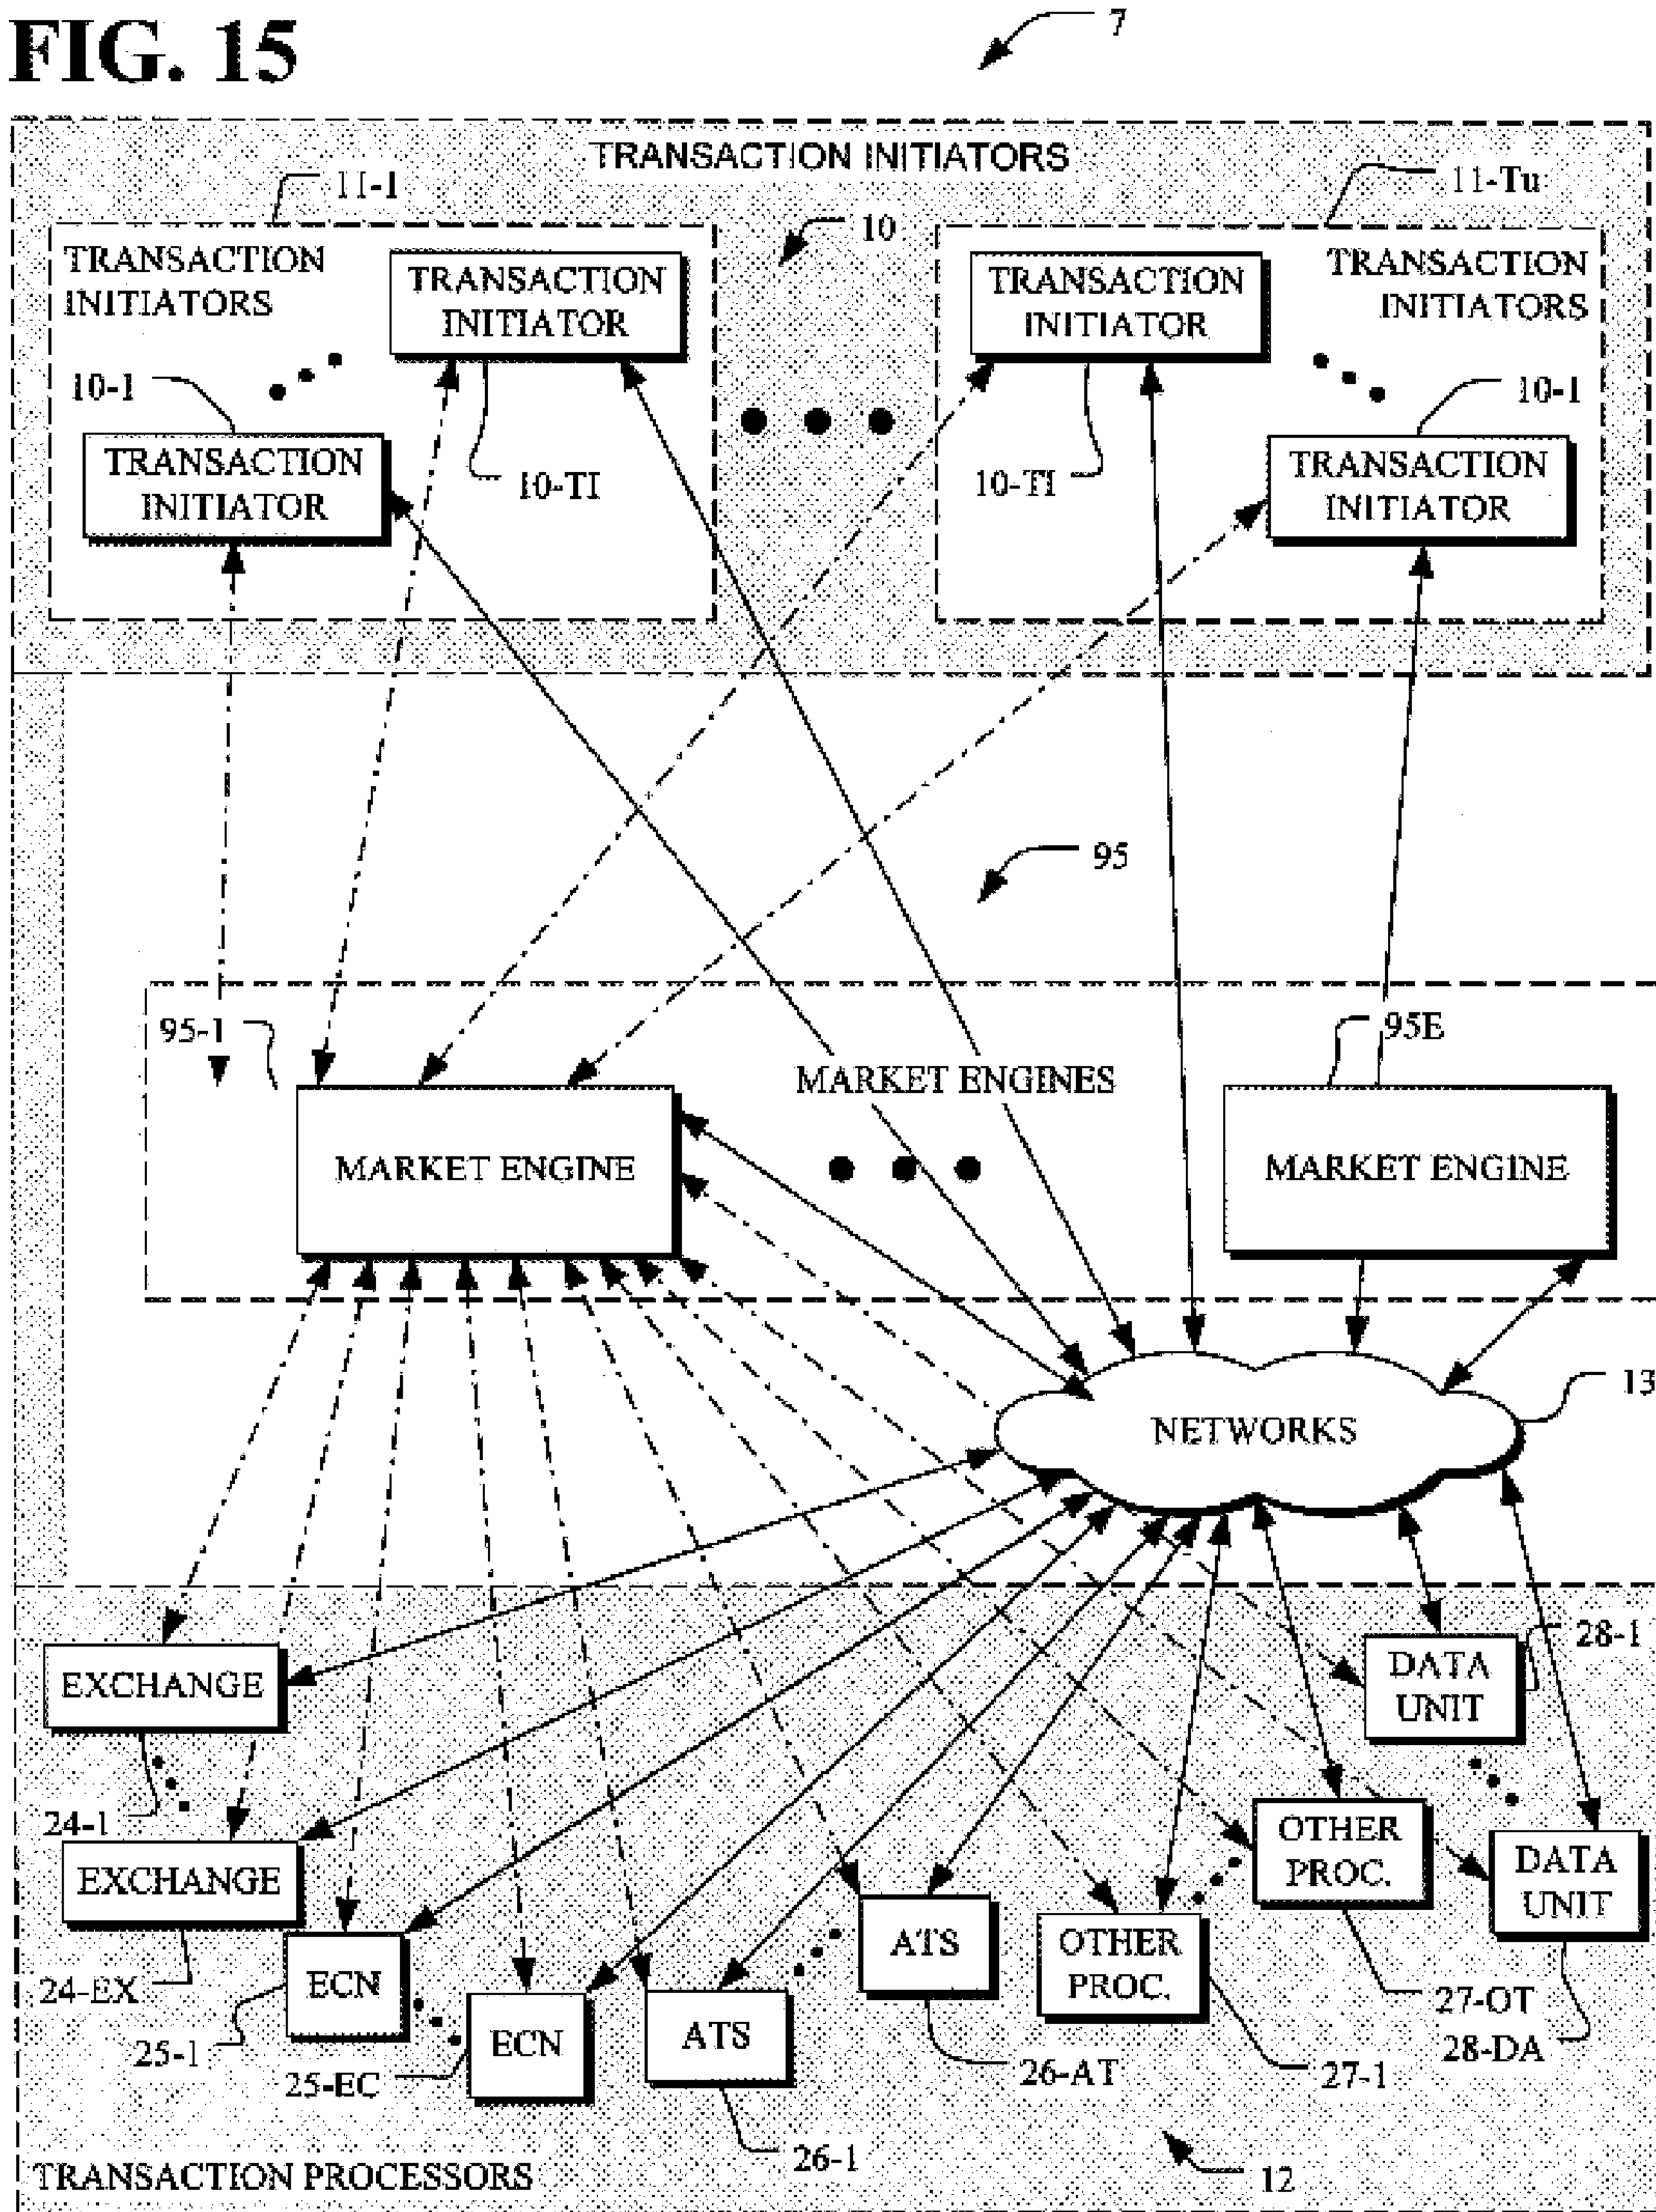 FIG. 15
7
TRANSACTION INITIATORS
11-1
11-Tu
10
TRANSACTION
INITIATORS
TRANSACTION
INITIATOR
TRANSACTION
INITIATOR
TRANSACTION
INITIATORS
10-1
10-1
TRANSACTION
INITIATOR
10-TI
10-TI
TRANSACTION
INITIATOR
95
95-1
95E
MARKET ENGINES
MARKET ENGINE
MARKET ENGINE
13
NETWORKS
28-1
EXCHANGE
DATA
UNIT
24-1
EXCHANGE
OTHER
PROC.
DATA
UNIT
ATS
OTHER
PROC.
24-EX
ECN
27-OT
25-1
ECN
ATS
28-DA
25-EC
26-AT
27-1
26-1
12
TRANSACTION PROCESSORS